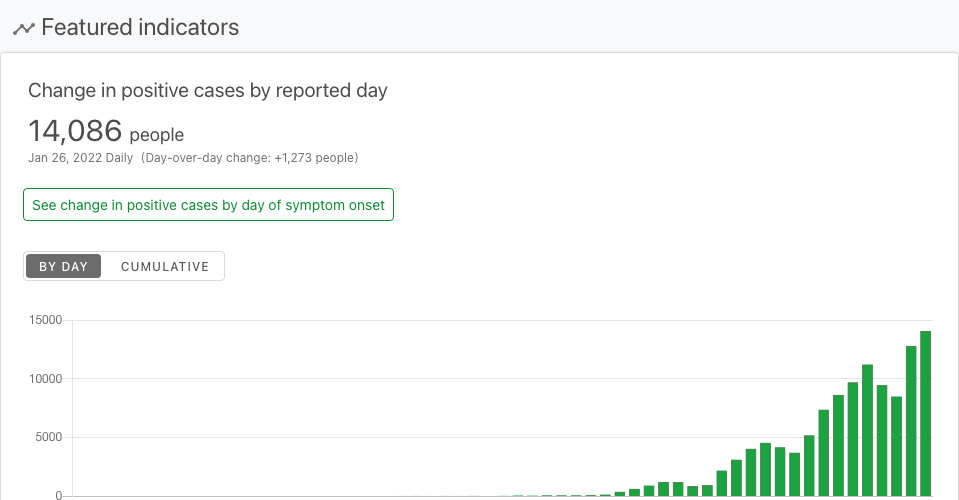 Featured indicators
Change in positive cases by reported day
14,086 people
Jan 26, 2022 Daily (Day-over-day change: +1,273 people)
See change in positive cases by day of symptom onset
BY DAY CUMULATIVE
15000
10000
5000
0